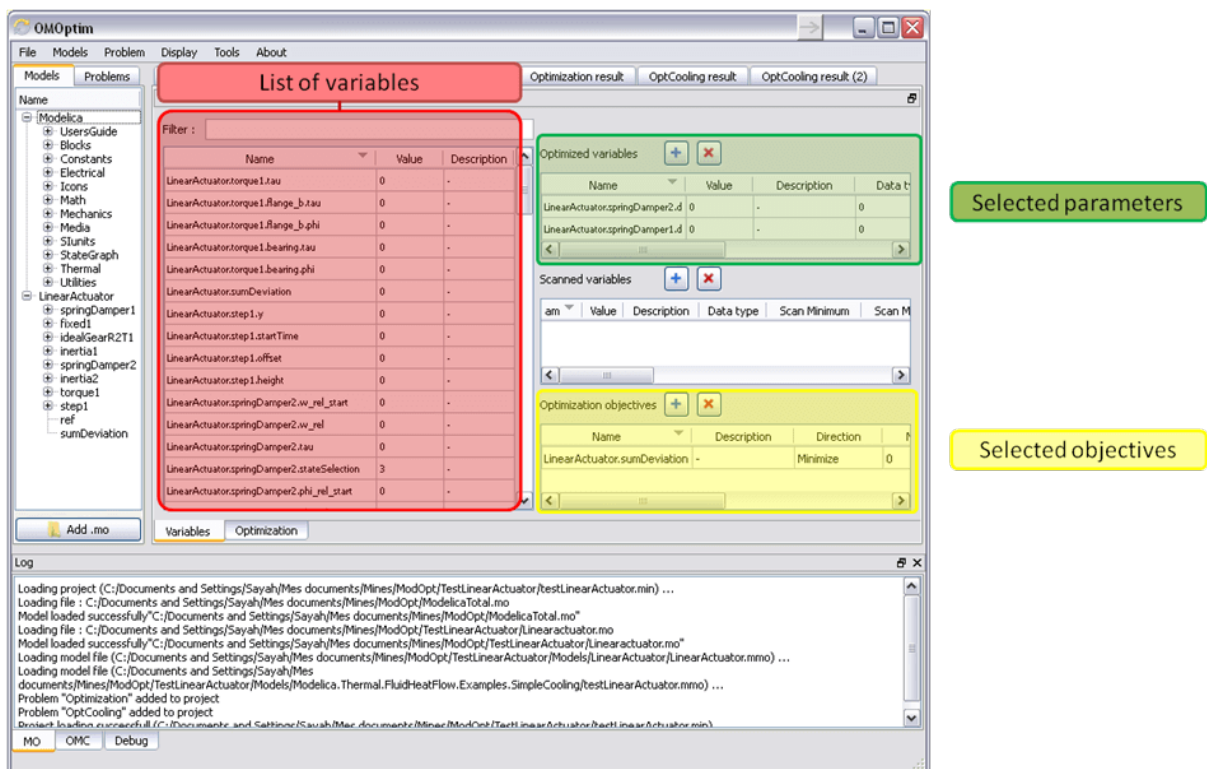 OMOptim
File Models Problem Display Tools About
Models Problems
List of variables
Optimization result OptCooling result OptCooling result (2)
Name
Modelica
UsersGuide
Blocks
Constants
Electrical
Icons
Math
Mechanics
Media
SIunits
StateGraph
Thermal
Utilities
LinearActuator
springDamper1
fixed1
idealGearR2T1
inertia1
springDamper2
inertia2
torque1
step1
ref
sumDeviation
Add .mo
Filter :
Name Value Description
LinearActuator.torque1.tau 0 -
LinearActuator.torque1.flange_b.tau 0 -
LinearActuator.torque1.flange_b.phi 0 -
LinearActuator.torque1.bearing.tau 0 -
LinearActuator.torque1.bearing.phi 0 -
LinearActuator.sumDeviation 0 -
LinearActuator.step1.y 0 -
LinearActuator.step1.startTime 0 -
LinearActuator.step1.offset 0 -
LinearActuator.step1.height 0 -
LinearActuator.springDamper2.w_rel_start 0 -
LinearActuator.springDamper2.w_rel 0 -
LinearActuator.springDamper2.tau 0 -
LinearActuator.springDamper2.stateSelection 3 -
LinearActuator.springDamper2.phi_rel_start 0 -
Variables Optimization
Optimized variables
Name Value Description Data t
LinearActuator.springDamper2.d 0 - 0
LinearActuator.springDamper1.d 0 - 0
Selected parameters
Scanned variables
am Value Description Data type Scan Minimum Scan M
Optimization objectives
Name Description Direction
LinearActuator.sumDeviation - Minimize 0
Selected objectives
Log
Loading project (C:/Documents and Settings/Sayah/Mes documents/Mines/ModOpt/TestLinearActuator/testLinearActuator.min) ...
Loading file : C:/Documents and Settings/Sayah/Mes documents/Mines/ModOpt/ModelicaTotal.mo
Model loaded successfully"C:/Documents and Settings/Sayah/Mes documents/Mines/ModOpt/ModelicaTotal.mo"
Loading file : C:/Documents and Settings/Sayah/Mes documents/Mines/ModOpt/TestLinearActuator/Linearactuator.mo
Model loaded successfully"C:/Documents and Settings/Sayah/Mes documents/Mines/ModOpt/TestLinearActuator/Linearactuator.mo"
Loading model file (C:/Documents and Settings/Sayah/Mes documents/Mines/ModOpt/TestLinearActuator/Models/LinearActuator/LinearActuator.mmo) ...
Loading model file (C:/Documents and Settings/Sayah/Mes
documents/Mines/ModOpt/TestLinearActuator/Models/Modelica.Thermal.FluidHeatFlow.Examples.SimpleCooling/testLinearActuator.mmo) ...
Problem "Optimization" added to project
Problem "OptCooling" added to project
Project loading successfull (C:/Documents and Settings/Sayah/Mes documents/Mines/ModOpt/TestLinearActuator/testLinearActuator.min)
MO OMC Debug